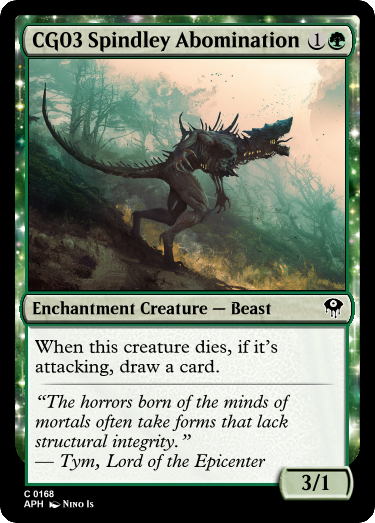 CG03 Spindley Abomination 1
Enchantment Creature — Beast
When this creature dies, if it's
attacking, draw a card.
“The horrors born of the minds of
mortals often take forms that lack
structural integrity.”
— Tym, Lord of the Epicenter
3/1
C 0168
APH Nino Is